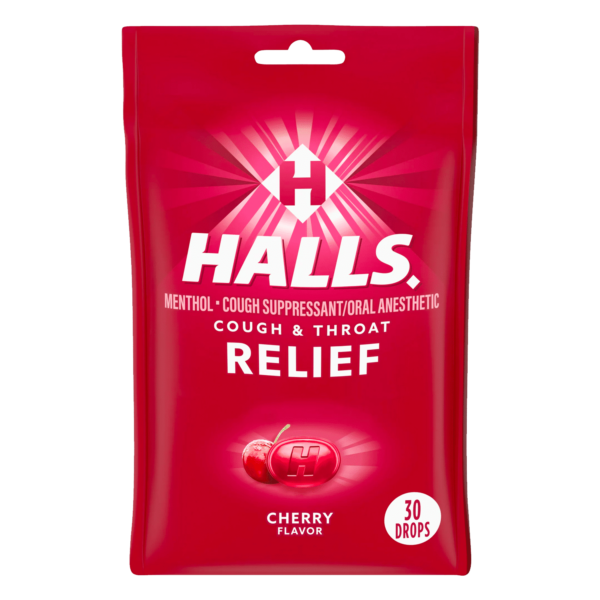 H
HALLS.
MENTHOL • COUGH SUPPRESSANT/ORAL ANESTHETIC
COUGH & THROAT
RELIEF
H
CHERRY
FLAVOR
30
DROPS